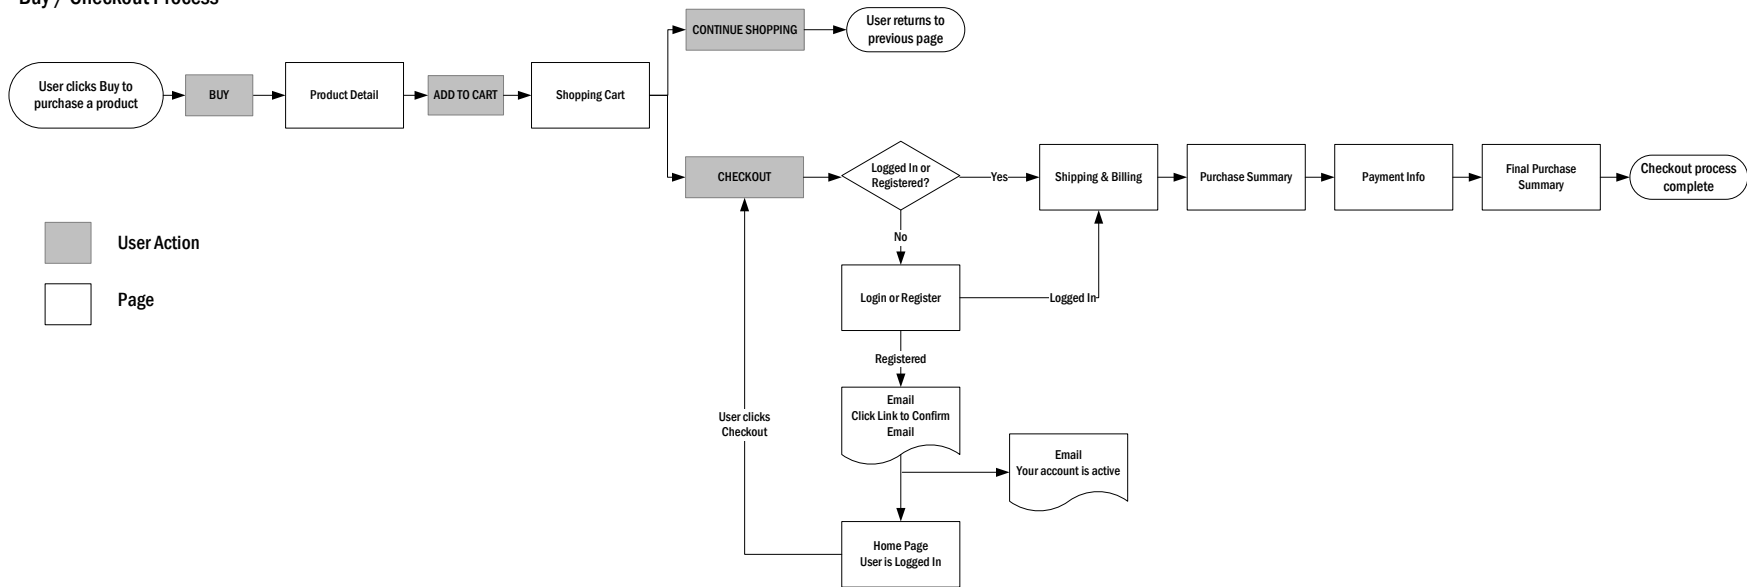 Buy / Checkout Process
CONTINUE SHOPPING
User returns to
previous page
User clicks Buy to
purchase a product
BUY
Product Detail
ADD TO CART
Shopping Cart
CHECKOUT
Logged In or
Registered?
Yes
Shipping & Billing
Purchase Summary
Payment Info
Final Purchase
Summary
Checkout process
complete
No
User Action
Page
Login or Register
Logged In
Registered
Email
Click Link to Confirm
Email
User clicks
Checkout
Email
Your account is active
Home Page
User is Logged In